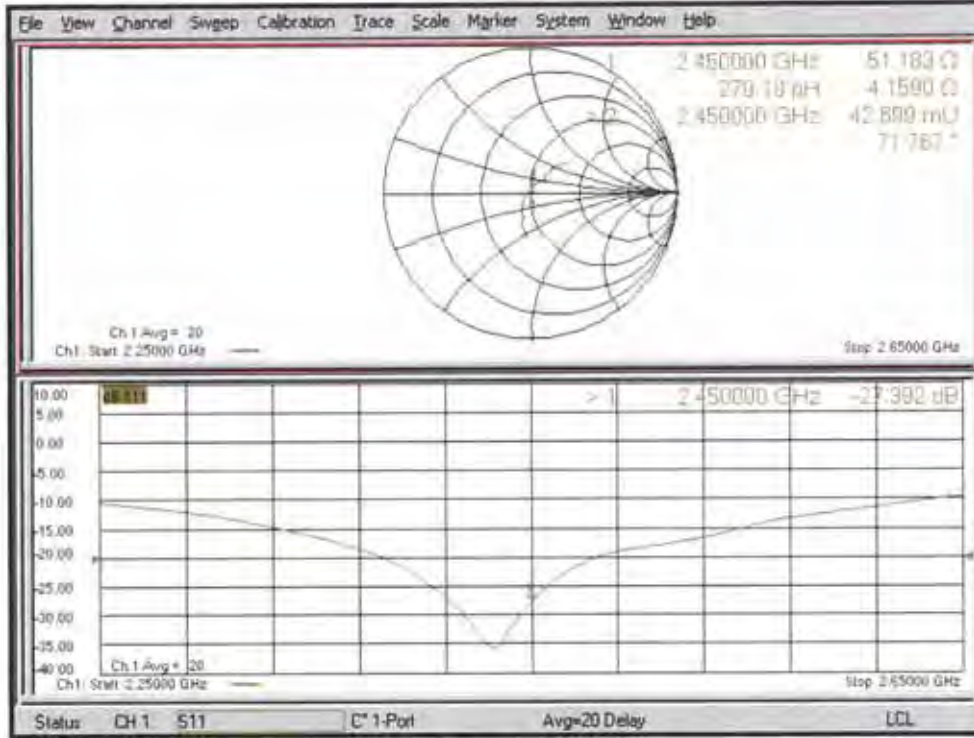 File View Channel Sweep Calibration Trace Scale Marker System Window Help
1 2.450000 GHz 51.183 Ω
270.18 pH 4.1590 Ω
2.450000 GHz 42.699 mU
71.767 °
Ch 1 Avg = 20
Ch1: Start 2.25000 GHz
Stop 2.65000 GHz
10.00
dB S11
> 1 2.450000 GHz -27.392 dB
5.00
0.00
-5.00
-10.00
-15.00
-20.00
-25.00
-30.00
-35.00
-40.00
Ch 1 Avg = 20
Ch1: Start 2.25000 GHz
Stop 2.65000 GHz
Status CH 1: S11 C* 1-Port Avg=20 Delay LCL